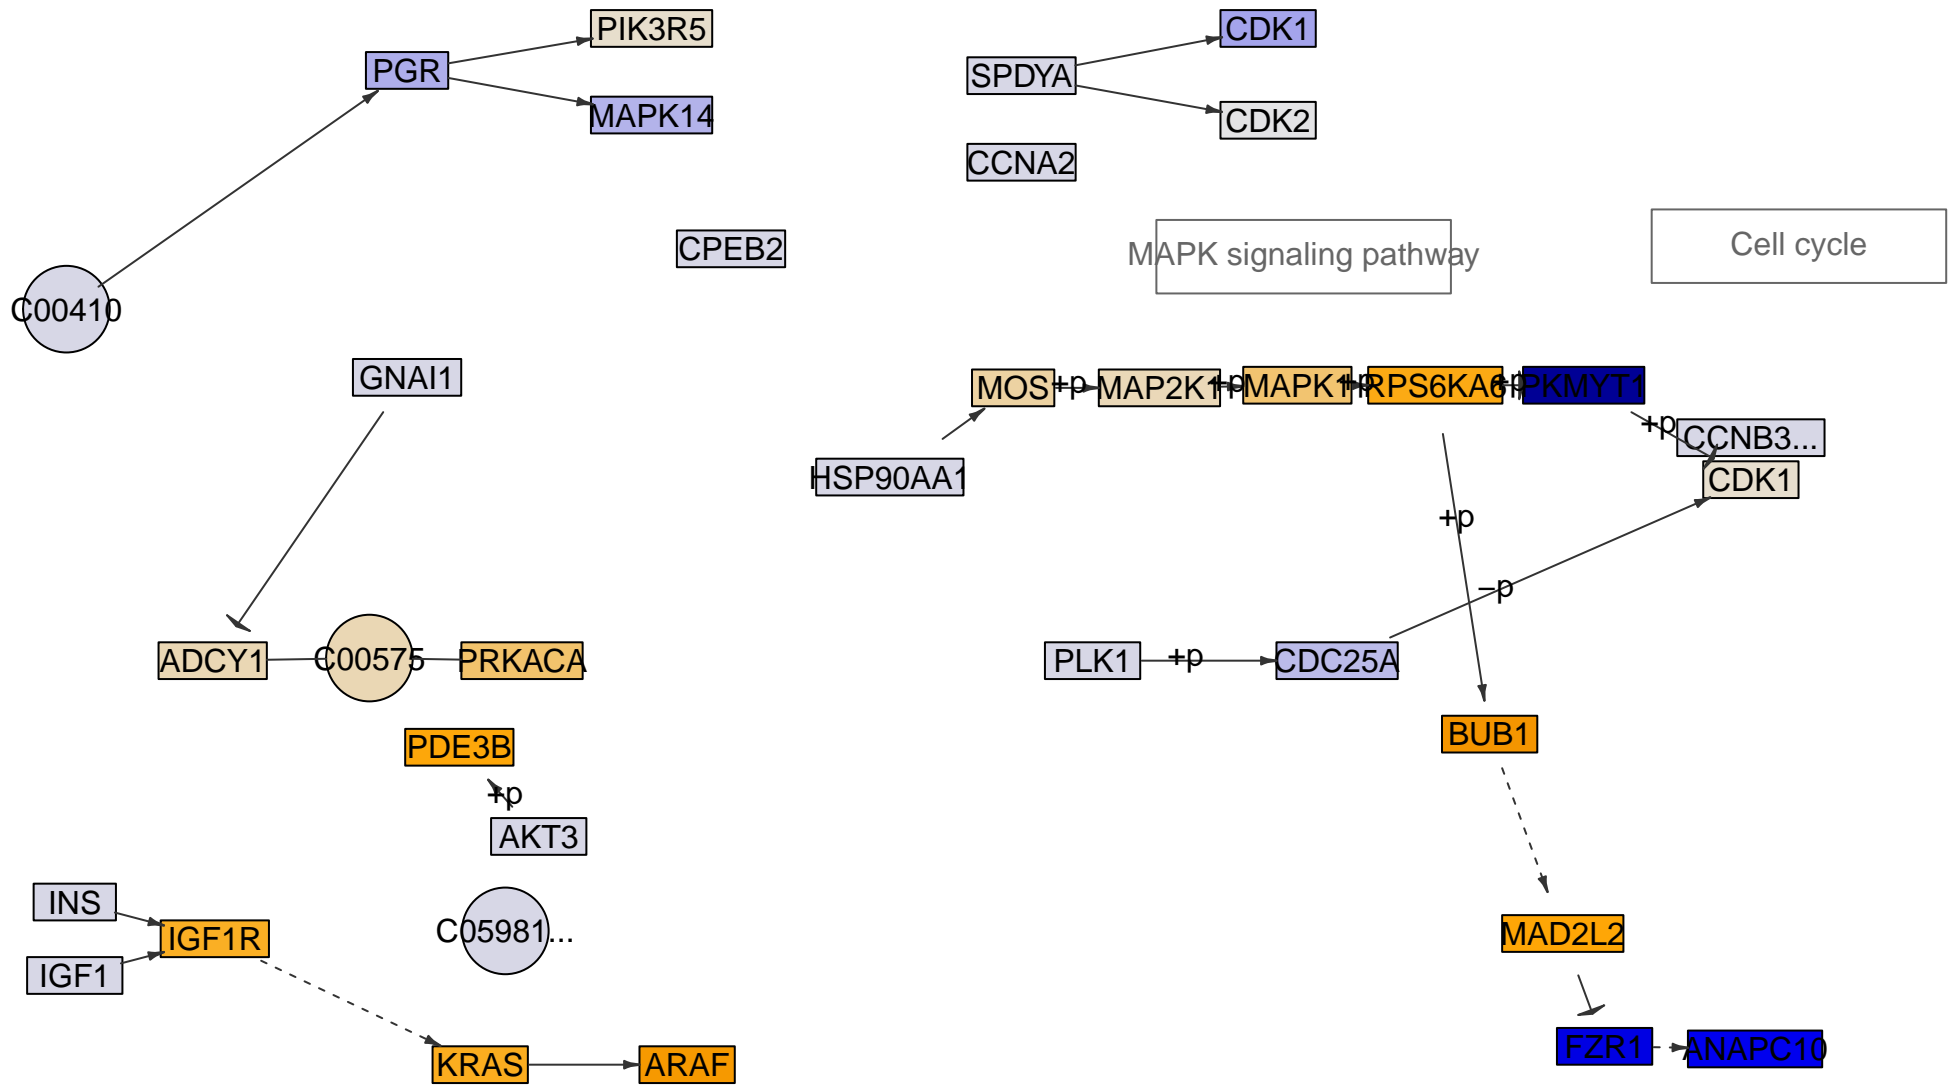 PIK3R5
CDK1
PGR
SPDYA
MAPK14
CDK2
CCNA2
CPEB2
MAPK signaling pathway
Cell cycle
C00410
GNAI1
MOS
+p
MAP2K1
+p
MAPK1
+p
RPS6KA6
+p
PKMYT1
+p
CCNB3...
HSP90AA1
CDK1
+p
−p
ADCY1
C00575
PRKACA
PLK1
+p
CDC25A
PDE3B
BUB1
+p
AKT3
INS
IGF1R
C05981...
MAD2L2
IGF1
KRAS
ARAF
FZR1
ANAPC10